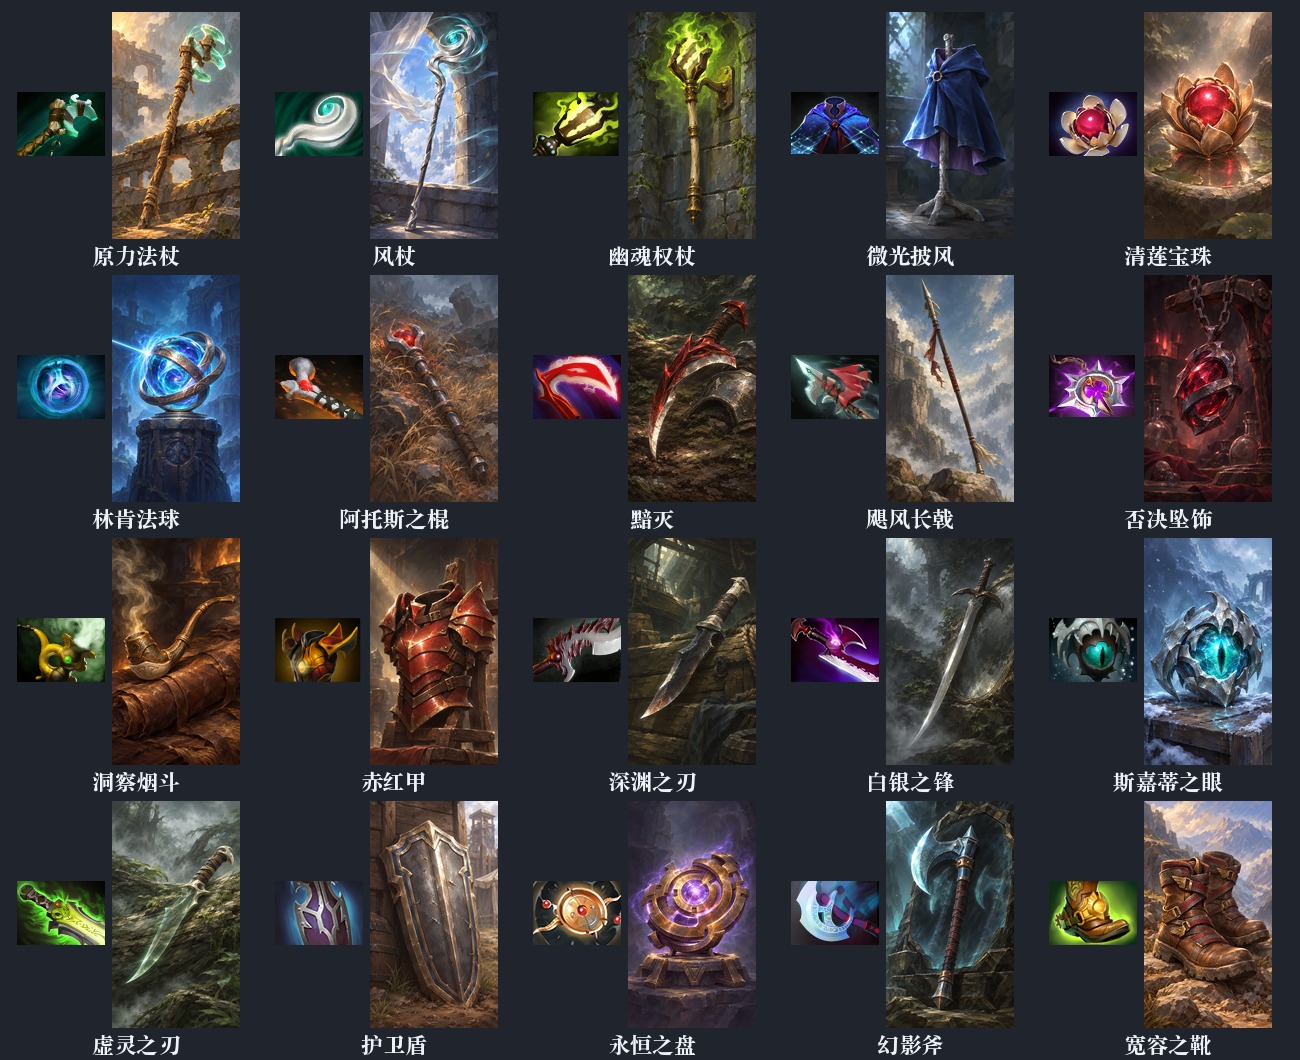 原力法杖
风杖
幽魂权杖
微光披风
清莲宝珠
林肯法球
阿托斯之棍
黯灭
飓风长戟
否决坠饰
洞察烟斗
赤红甲
深渊之刃
白银之锋
斯嘉蒂之眼
虚灵之刃
护卫盾
永恒之盘
幻影斧
宽容之靴